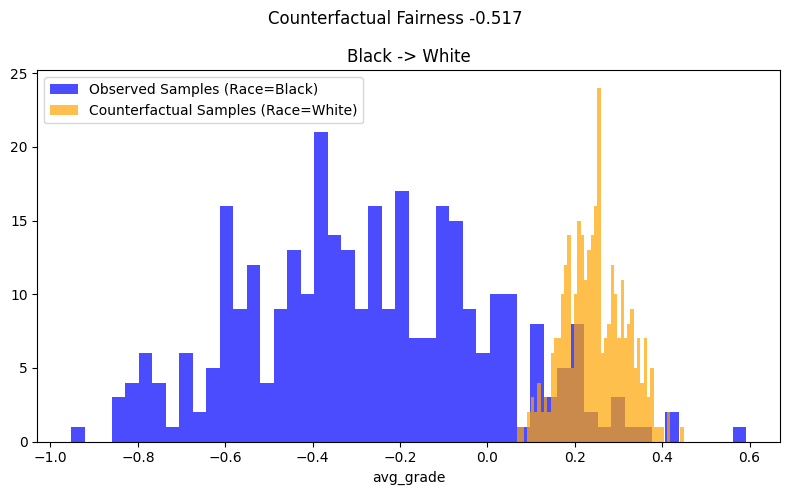 Counterfactual Fairness -0.517
Black -> White
Observed Samples (Race=Black)
Counterfactual Samples (Race=White)
25
20
15
10
5
0
-1.0 -0.8 -0.6 -0.4 -0.2 0.0 0.2 0.4 0.6
avg_grade